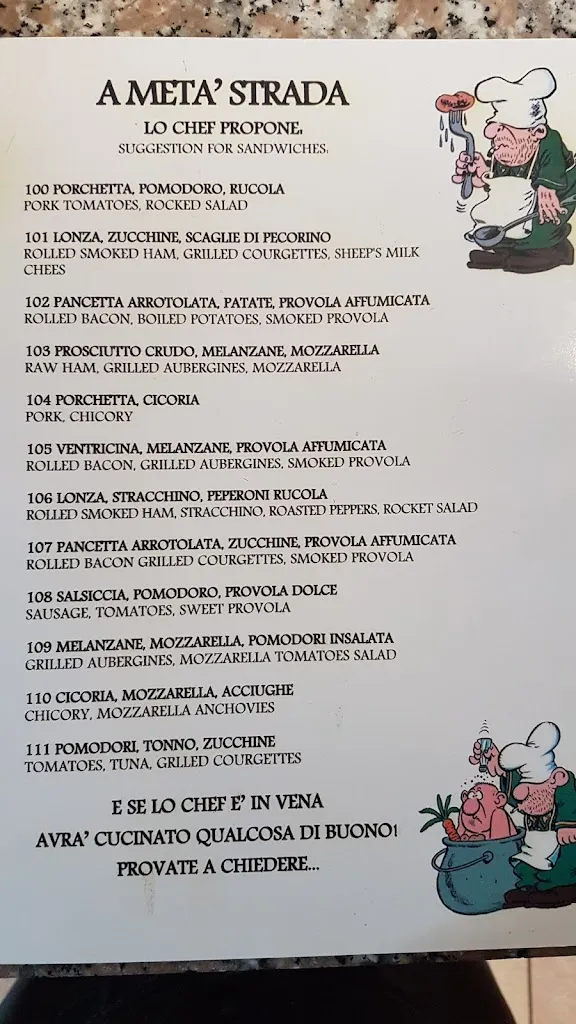 A META' STRADA
LO CHEF PROPONE:
SUGGESTION FOR SANDWICHES:
100 PORCHETTA, POMODORO, RUCOLA
PORK TOMATOES, ROCKED SALAD
101 LONZA, ZUCCHINE, SCAGLIE DI PECORINO
ROLLED SMOKED HAM, GRILLED COURGETTES, SHEEP'S MILK
CHEES
102 PANCETTA ARROTOLATA, PATATE, PROVOLA AFFUMICATA
ROLLED BACON, BOILED POTATOES, SMOKED PROVOLA
103 PROSCIUTTO CRUDO, MELANZANE, MOZZARELLA
RAW HAM, GRILLED AUBERGINES, MOZZARELLA
104 PORCHETTA, CICORIA
PORK, CHICORY
105 VENTRICINA, MELANZANE, PROVOLA AFFUMICATA
ROLLED BACON, GRILLED AUBERGINES, SMOKED PROVOLA
106 LONZA, STRACCHINO, PEPERONI RUCOLA
ROLLED SMOKED HAM, STRACCHINO, ROASTED PEPPERS, ROCKET SALAD
107 PANCETTA ARROTOLATA, ZUCCHINE, PROVOLA AFFUMICATA
ROLLED BACON GRILLED COURGETTES, SMOKED PROVOLA
108 SALSICCIA, POMODORO, PROVOLA DOLCE
SAUSAGE, TOMATOES, SWEET PROVOLA
109 MELANZANE, MOZZARELLA, POMODORI INSALATA
GRILLED AUBERGINES, MOZZARELLA TOMATOES SALAD
110 CICORIA, MOZZARELLA, ACCIUGHE
CHICORY, MOZZARELLA ANCHOVIES
111 POMODORI, TONNO, ZUCCHINE
TOMATOES, TUNA, GRLLED COURGETTES
E SE LO CHEF E' IN VENA
AVRA' CUCINATO QUALCOSA DI BUONO!
PROVATE A CHIEDERE...